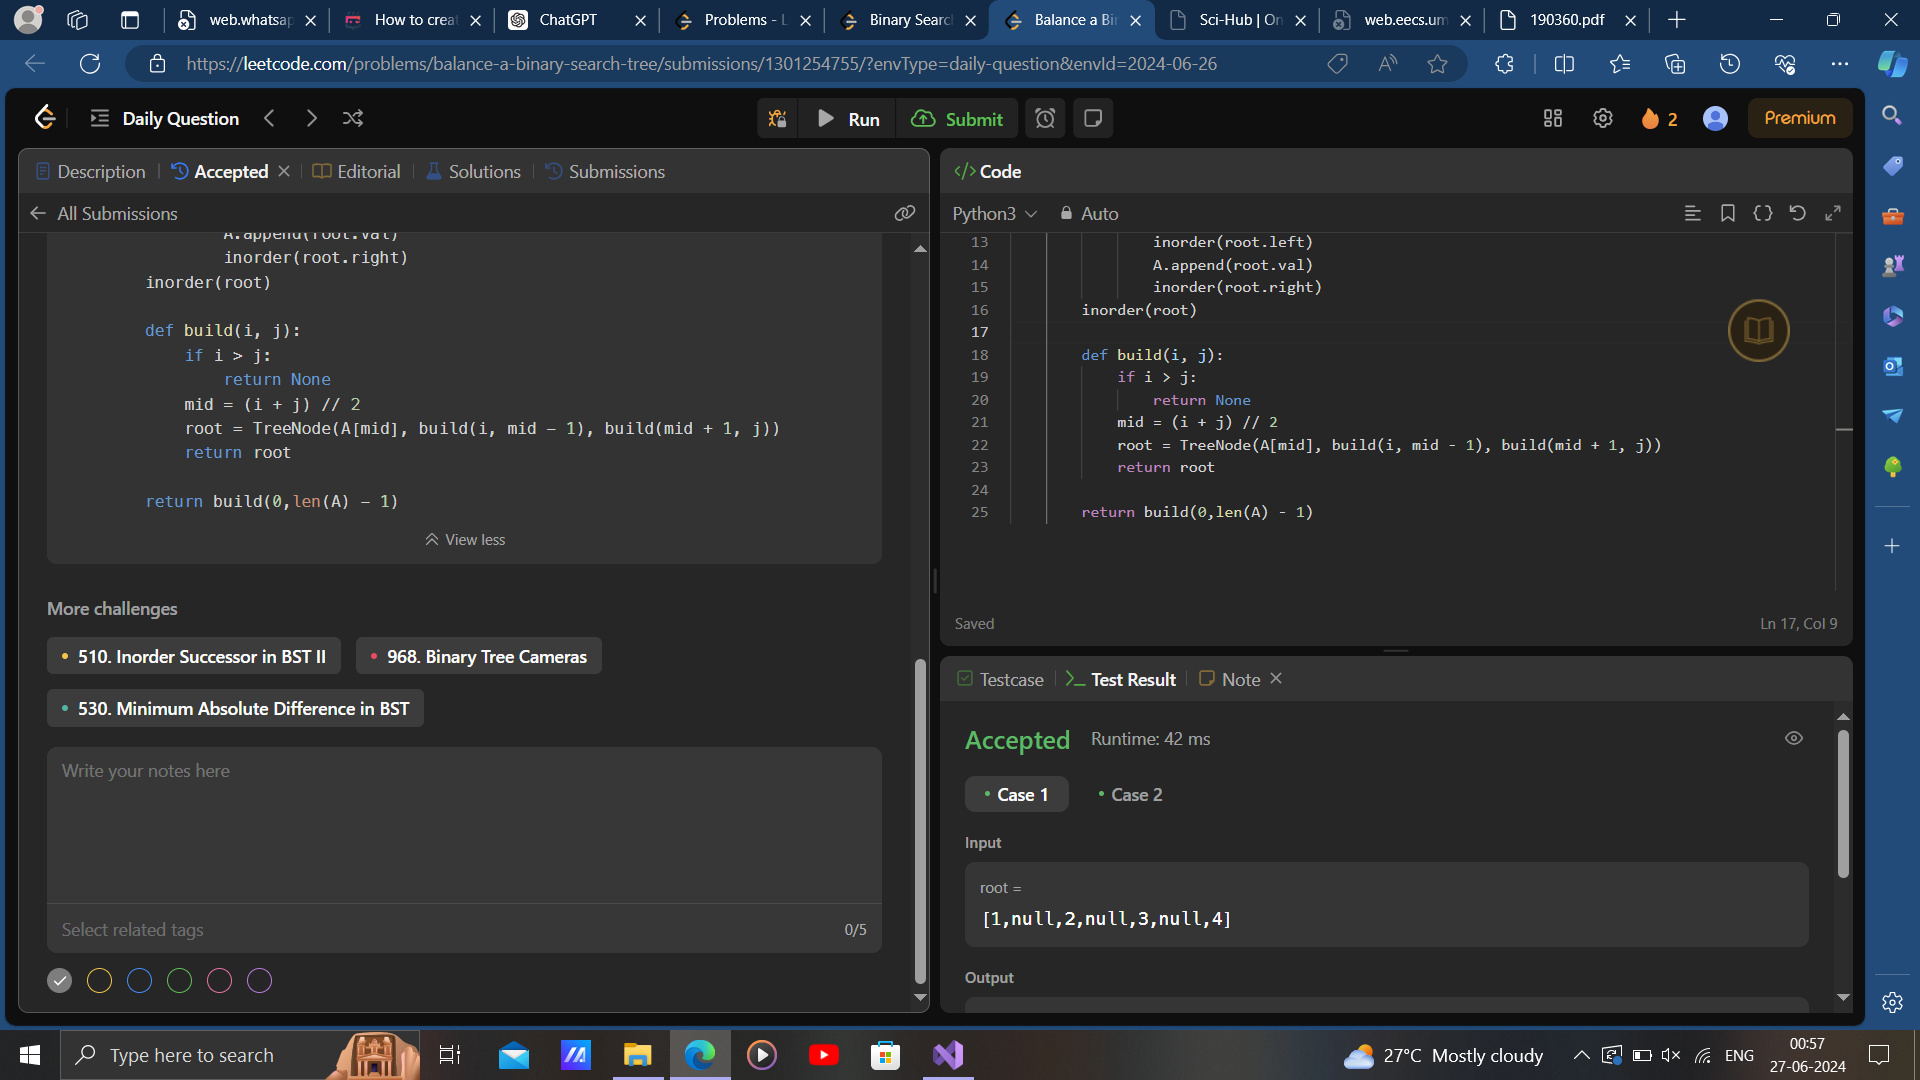 web.whatsap
How to creat
ChatGPT
Problems - L
Binary Searc
Balance a Bin
Sci-Hub | On
web.eecs.um
190360.pdf
https://leetcode.com/problems/balance-a-binary-search-tree/submissions/1301254755/?envType=daily-question&envId=2024-06-26
Daily Question
Run
Submit
2
Premium
Description
Accepted
Editorial
Solutions
Submissions
All Submissions
A.append(root.val)
inorder(root.right)
inorder(root)
def build(i, j):
if i > j:
return None
mid = (i + j) // 2
root = TreeNode(A[mid], build(i, mid - 1), build(mid + 1, j))
return root
return build(0,len(A) - 1)
View less
More challenges
510. Inorder Successor in BST II
968. Binary Tree Cameras
530. Minimum Absolute Difference in BST
Write your notes here
Select related tags
0/5
</> Code
Python3
Auto
13 inorder(root.left)
14 A.append(root.val)
15 inorder(root.right)
16 inorder(root)
17
18 def build(i, j):
19 if i > j:
20 return None
21 mid = (i + j) // 2
22 root = TreeNode(A[mid], build(i, mid - 1), build(mid + 1, j))
23 return root
24
25 return build(0,len(A) - 1)
Saved
Ln 17, Col 9
Testcase
Test Result
Note
Accepted
Runtime: 42 ms
Case 1
Case 2
Input
root =
[1,null,2,null,3,null,4]
Output
Type here to search
27°C Mostly cloudy
ENG
00:57
27-06-2024